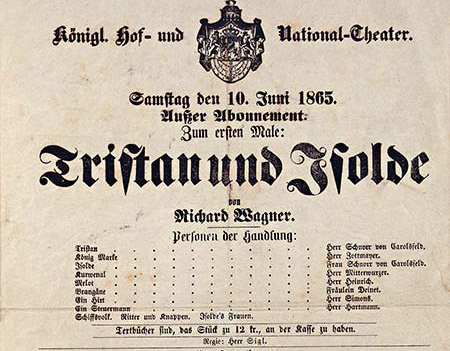 Königl. Hof- und National-Theater.
Samstag den 10. Juni 1865.
Außer Abonnement.
Zum ersten Male:
Tristan und Isolde
von
Richard Wagner.
Personen der Handlung:
Tristan . . . . . . . . . . Herr Schnorr von Carolsfeld.
König Marke . . . . . . . . . . Herr Zottmayer.
Isolde . . . . . . . . . . Frau Schnorr von Carolsfeld.
Kurwenal . . . . . . . . . . Herr Mitterwurzer.
Melot . . . . . . . . . . Herr Heinrich.
Brangäne . . . . . . . . . . Fräulein Deinet.
Ein Hirt . . . . . . . . . . Herr Simons.
Ein Steuermann . . . . . . . . . . Herr Hartmann.
Schiffsvolk. Ritter und Knappen. Isolde's Frauen.
Textbücher sind, das Stück zu 12 kr., an der Kasse zu haben.
Regie: Herr Sigl.